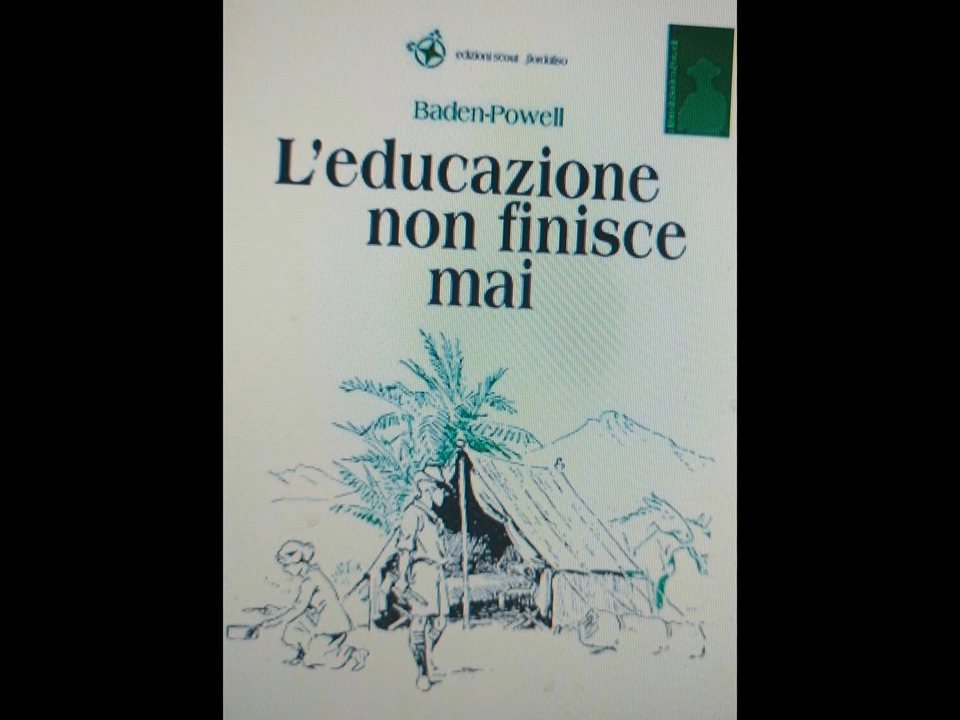 edizioni scout fiordaliso
Baden-Powell
L'educazione
non finisce
mai